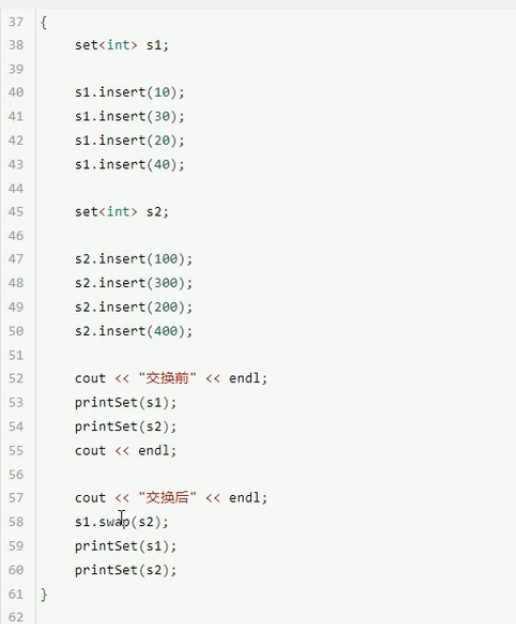 37 {
38     set<int> s1;
39
40     s1.insert(10);
41     s1.insert(30);
42     s1.insert(20);
43     s1.insert(40);
44
45     set<int> s2;
46
47     s2.insert(100);
48     s2.insert(300);
49     s2.insert(200);
50     s2.insert(400);
51
52     cout << "交换前" << endl;
53     printSet(s1);
54     printSet(s2);
55     cout << endl;
56
57     cout << "交换后" << endl;
58     s1.swap(s2);
59     printSet(s1);
60     printSet(s2);
61 }
62